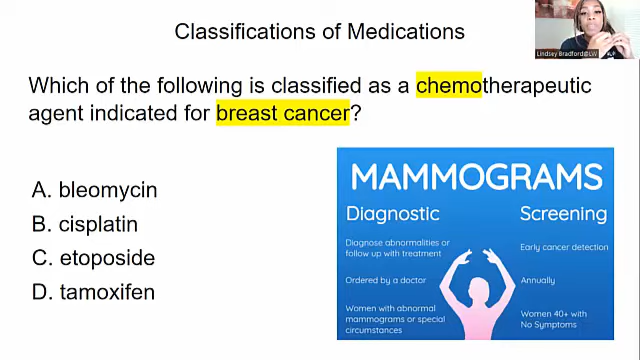 Classifications of Medications
Lindsey Bradford@LW
Which of the following is classified as a chemotherapeutic
agent indicated for breast cancer?
A. bleomycin
B. cisplatin
C. etoposide
D. tamoxifen
MAMMOGRAMS
Diagnostic
Screening
Diagnose abnormalities or
follow up with treatment
Early cancer detection
Ordered by a doctor
Annually
Women with abnormal
mammograms or special
circumstances
Women 40+ with
No Symptoms